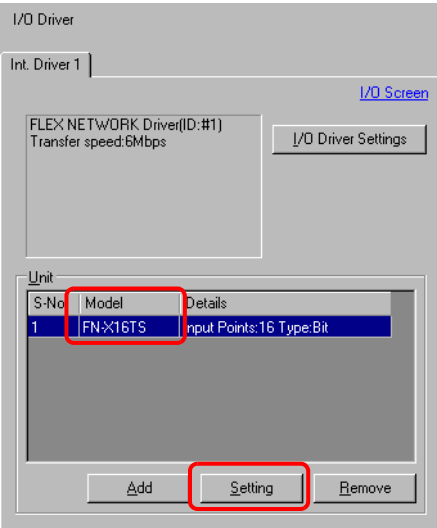 I/O Driver
Int. Driver 1
I/O Screen
FLEX NETWORK Driver(ID:#1)
Transfer speed:6Mbps
I/O Driver Settings
Unit
S-No Model Details
1 FN-X16TS Input Points:16 Type:Bit
Add Setting Remove